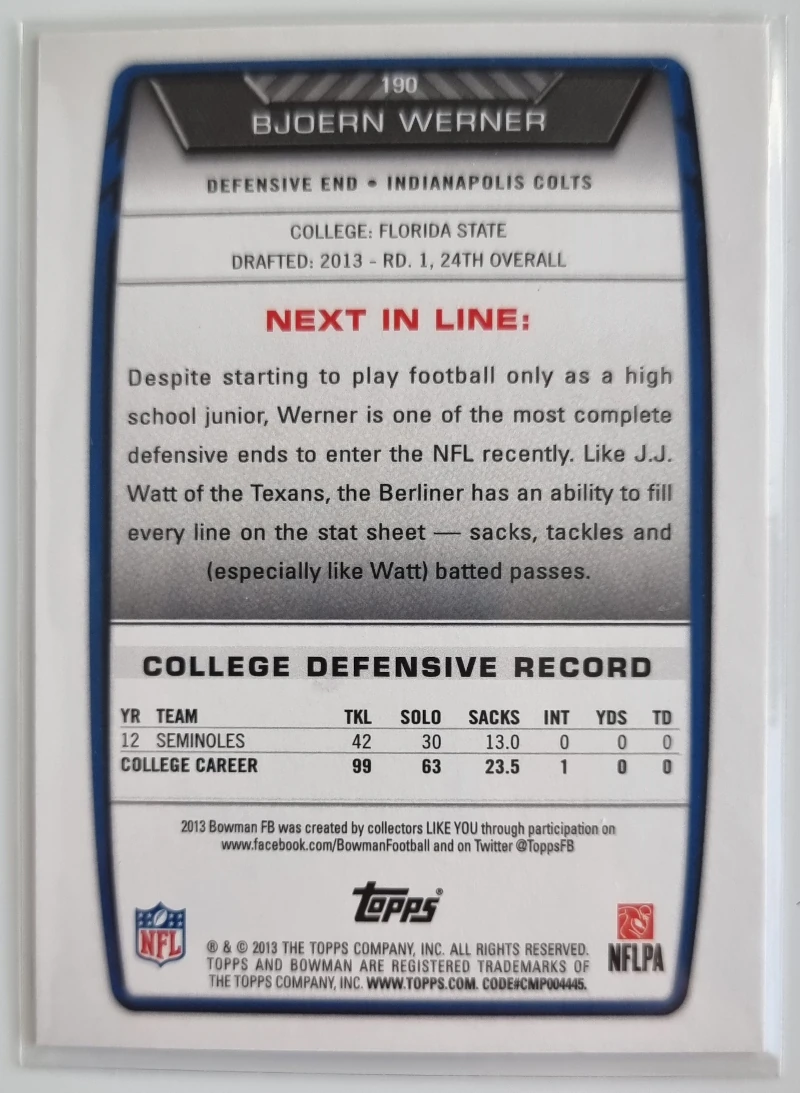 190
BJOERN WERNER
DEFENSIVE END • INDIANAPOLIS COLTS
COLLEGE: FLORIDA STATE
DRAFTED: 2013 – RD. 1, 24TH OVERALL
NEXT IN LINE:
Despite starting to play football only as a high
school junior, Werner is one of the most complete
defensive ends to enter the NFL recently. Like J.J.
Watt of the Texans, the Berliner has an ability to fill
every line on the stat sheet — sacks, tackles and
(especially like Watt) batted passes.
COLLEGE DEFENSIVE RECORD
YR TEAM TKL SOLO SACKS INT YDS TD
12 SEMINOLES 42 30 13.0 0 0 0
COLLEGE CAREER 99 63 23.5 1 0 0
2013 Bowman FB was created by collectors LIKE YOU through participation on
www.facebook.com/BowmanFootball and on Twitter @ToppsFB
Topps®
NFL
NFLPA
® & © 2013 THE TOPPS COMPANY, INC. ALL RIGHTS RESERVED.
TOPPS AND BOWMAN ARE REGISTERED TRADEMARKS OF
THE TOPPS COMPANY, INC. WWW.TOPPS.COM. CODE#CMP004445.